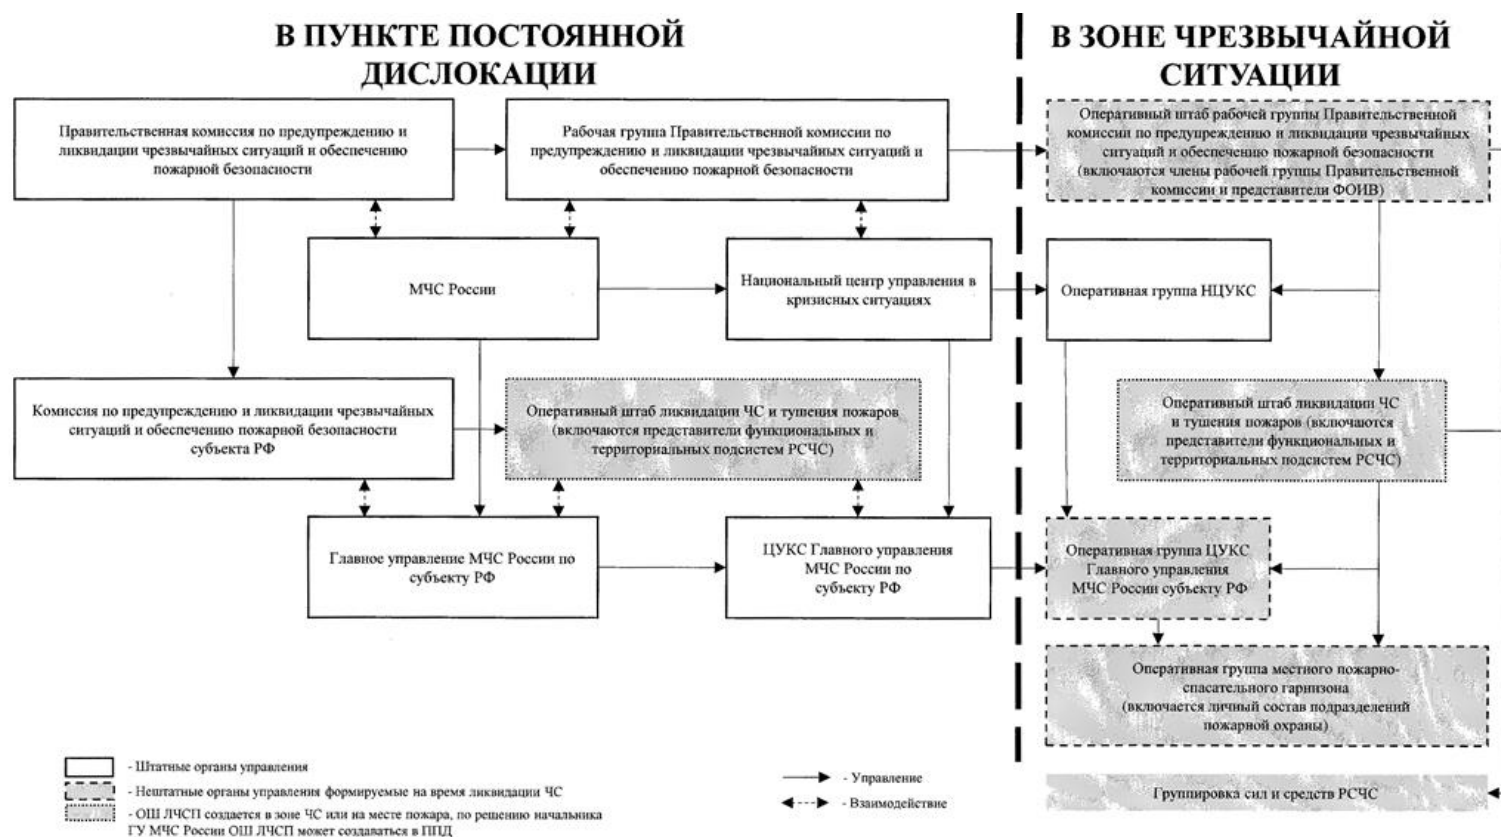 В ПУНКТЕ ПОСТОЯННОЙ
ДИСЛОКАЦИИ
В ЗОНЕ ЧРЕЗВЫЧАЙНОЙ
СИТУАЦИИ
Правительственная комиссия по предупреждению и
ликвидации чрезвычайных ситуаций и обеспечению
пожарной безопасности
Рабочая группа Правительственной комиссии по
предупреждению и ликвидации чрезвычайных ситуаций и
обеспечению пожарной безопасности
Оперативный штаб рабочей группы Правительственной
комиссии по предупреждению и ликвидации чрезвычайных
ситуаций и обеспечению пожарной безопасности
(включаются члены рабочей группы Правительственной
комиссии и представители ФОИВ)
МЧС России
Национальный центр управления в
кризисных ситуациях
Оперативная группа НЦУКС
Комиссия по предупреждению и ликвидации чрезвычайных
ситуаций и обеспечению пожарной безопасности
субъекта РФ
Оперативный штаб ликвидации ЧС и тушения пожаров
(включаются представители функциональных и
территориальных подсистем РСЧС)
Оперативный штаб ликвидации ЧС
и тушения пожаров (включаются
представители функциональных и
территориальных подсистем РСЧС)
Главное управление МЧС России по
субъекту РФ
ЦУКС Главного управления
МЧС России по
субъекту РФ
Оперативная группа ЦУКС
Главного управления
МЧС России субъекту РФ
Оперативная группа местного пожарно-
спасательного гарнизона
(включается личный состав подразделений
пожарной охраны)
Группировка сил и средств РСЧС
- Штатные органы управления
- Нештатные органы управления формируемые на время ликвидации ЧС
- ОШ ЛЧСП создается в зоне ЧС или на месте пожара, по решению начальника
ГУ МЧС России ОШ ЛЧСП может создаваться в ППД
- Управление
- Взаимодействие